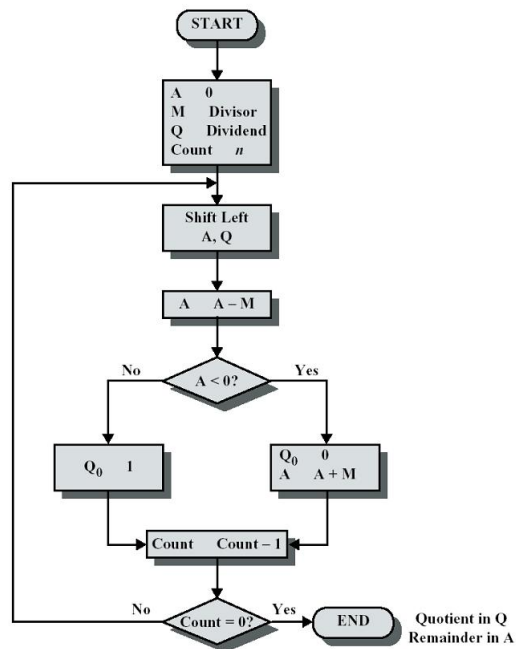 START
A 0
M Divisor
Q Dividend
Count n
Shift Left
A, Q
A A – M
No
Yes
A < 0?
Q0 1
Q0 0
A A + M
Count Count – 1
No
Count = 0?
Yes
END
Quotient in Q
Remainder in A